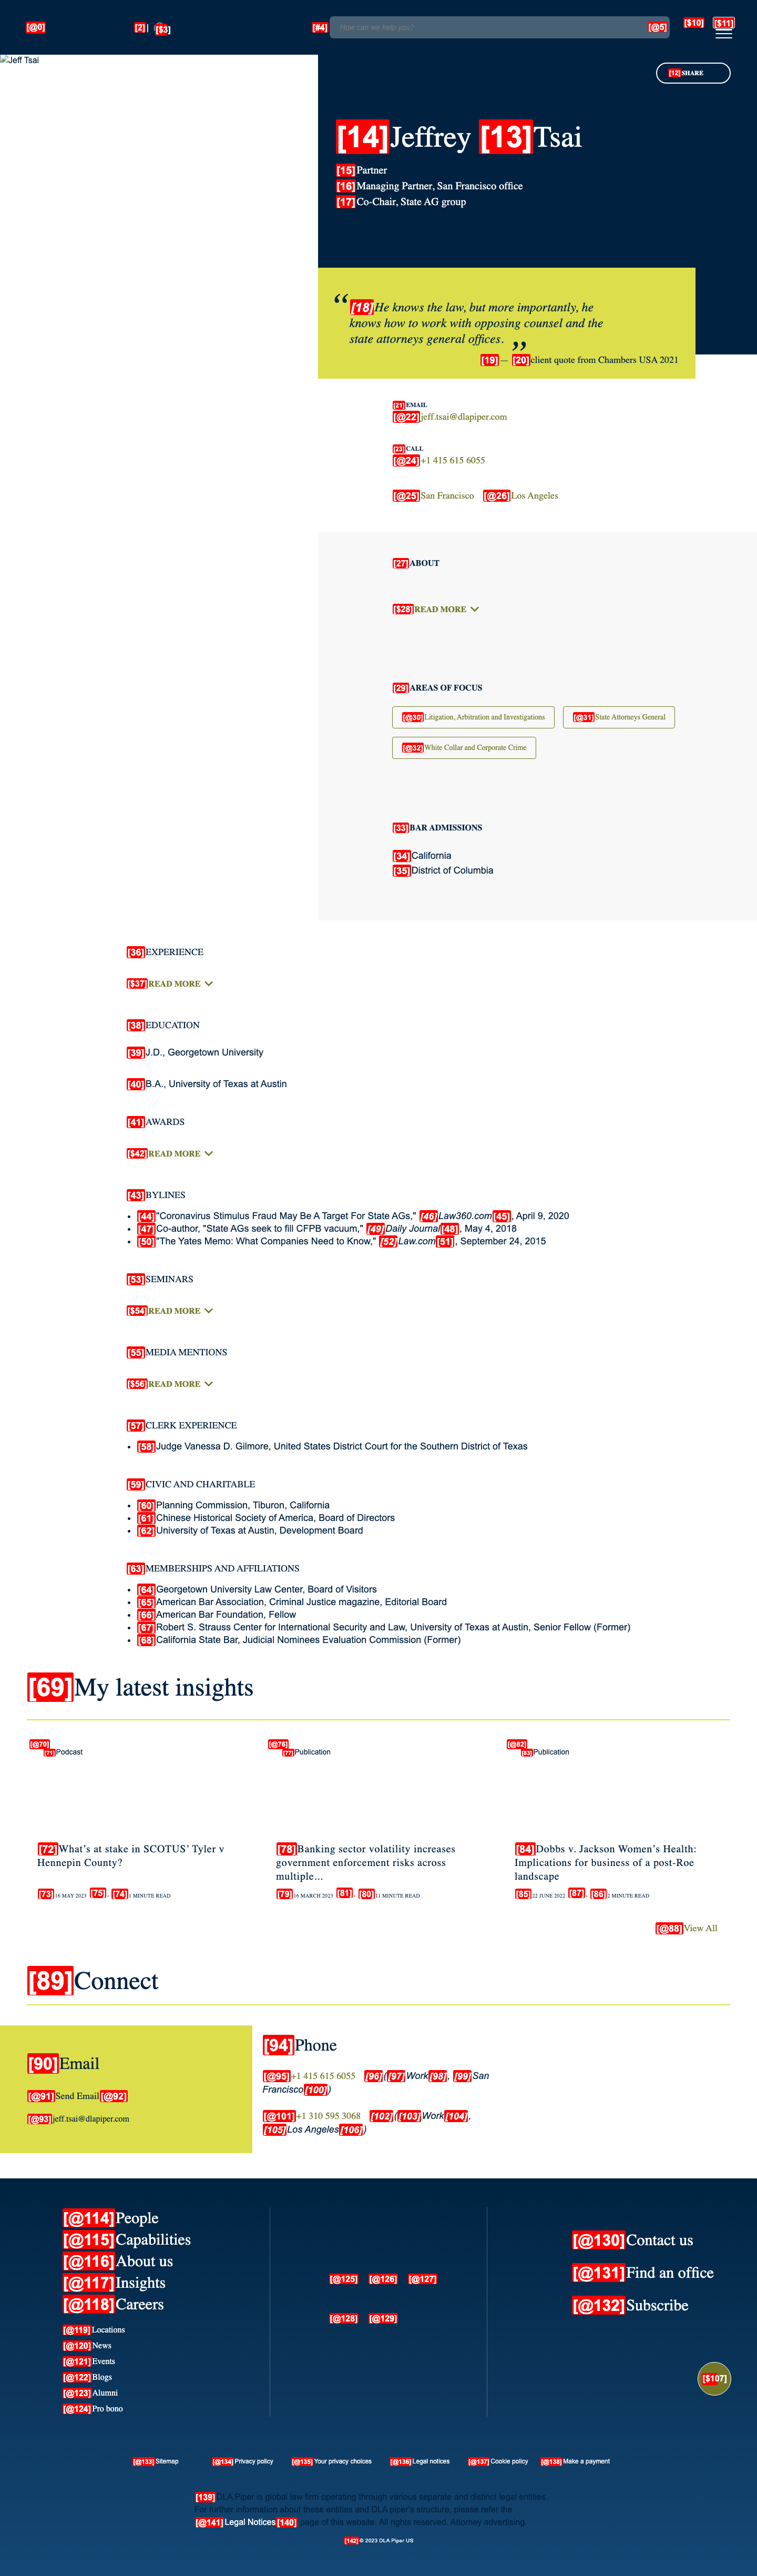 [@0] [2] | [$3] [#4] How can we help you? [@5] [$10] [$11]
Jeff Tsai
[12] SHARE
[14]Jeffrey [13]Tsai
[15]Partner
[16]Managing Partner, San Francisco office
[17]Co-Chair, State AG group
“ [18]He knows the law, but more importantly, he
knows how to work with opposing counsel and the
state attorneys general offices. ”
[19]— [20]client quote from Chambers USA 2021
[21]EMAIL
[@22]jeff.tsai@dlapiper.com
[23]CALL
[@24]+1 415 615 6055
[@25]San Francisco [@26]Los Angeles
[27]ABOUT
[$28]READ MORE
[29]AREAS OF FOCUS
[@30]Litigation, Arbitration and Investigations [@31]State Attorneys General
[@32]White Collar and Corporate Crime
[33]BAR ADMISSIONS
[34]California
[35]District of Columbia
[36]EXPERIENCE
[$37]READ MORE
[38]EDUCATION
[39]J.D., Georgetown University
[40]B.A., University of Texas at Austin
[41]AWARDS
[$42]READ MORE
[43]BYLINES
• [44]"Coronavirus Stimulus Fraud May Be A Target For State AGs," [46]Law360.com[45], April 9, 2020
• [47]Co-author, "State AGs seek to fill CFPB vacuum," [49]Daily Journal[48], May 4, 2018
• [50]"The Yates Memo: What Companies Need to Know," [52]Law.com[51], September 24, 2015
[53]SEMINARS
[$54]READ MORE
[55]MEDIA MENTIONS
[$56]READ MORE
[57]CLERK EXPERIENCE
• [58]Judge Vanessa D. Gilmore, United States District Court for the Southern District of Texas
[59]CIVIC AND CHARITABLE
• [60]Planning Commission, Tiburon, California
• [61]Chinese Historical Society of America, Board of Directors
• [62]University of Texas at Austin, Development Board
[63]MEMBERSHIPS AND AFFILIATIONS
• [64]Georgetown University Law Center, Board of Visitors
• [65]American Bar Association, Criminal Justice magazine, Editorial Board
• [66]American Bar Foundation, Fellow
• [67]Robert S. Strauss Center for International Security and Law, University of Texas at Austin, Senior Fellow (Former)
• [68]California State Bar, Judicial Nominees Evaluation Commission (Former)
[69]My latest insights
[@70] [71]Podcast
[72]What’s at stake in SCOTUS’ Tyler v
Hennepin County?
[73]16 MAY 2023 [75]. [74]1 MINUTE READ
[@76] [77]Publication
[78]Banking sector volatility increases
government enforcement risks across
multiple...
[79]16 MARCH 2023 [81]. [80]11 MINUTE READ
[@82] [83]Publication
[84]Dobbs v. Jackson Women’s Health:
Implications for business of a post-Roe
landscape
[85]22 JUNE 2022 [87]. [86]2 MINUTE READ
[@88]View All
[89]Connect
[90]Email
[@91]Send Email[@92]
[@93]jeff.tsai@dlapiper.com
[94]Phone
[@95]+1 415 615 6055 [96]([97]Work[98], [99]San
Francisco[100])
[@101]+1 310 595 3068 [102]([103]Work[104],
[105]Los Angeles[106])
[@114]People
[@115]Capabilities
[@116]About us
[@117]Insights
[@118]Careers
[@119]Locations
[@120]News
[@121]Events
[@122]Blogs
[@123]Alumni
[@124]Pro bono
[@125] [@126] [@127]
[@128] [@129]
[@130]Contact us
[@131]Find an office
[@132]Subscribe
[$107]
[@133]Sitemap [@134]Privacy policy [@135]Your privacy choices [@136]Legal notices [@137]Cookie policy [@138]Make a payment
[139]DLA Piper is global law firm operating through various separate and distinct legal entities.
For further information about these entities and DLA piper's structure, please refer the
[@141]Legal Notices[140] page of this website. All rights reserved. Attorney advertising.
[142]© 2023 DLA Piper US